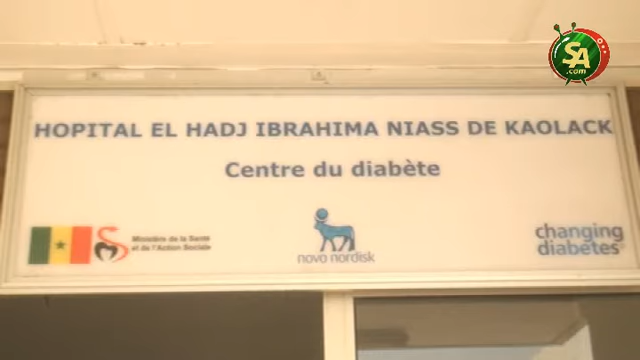 SA
.com
HOPITAL EL HADJ IBRAHIMA NIASS DE KAOLACK
Centre du diabète
Ministère de la Santé
et de l'Action Sociale
novo nordisk
changing
diabetes